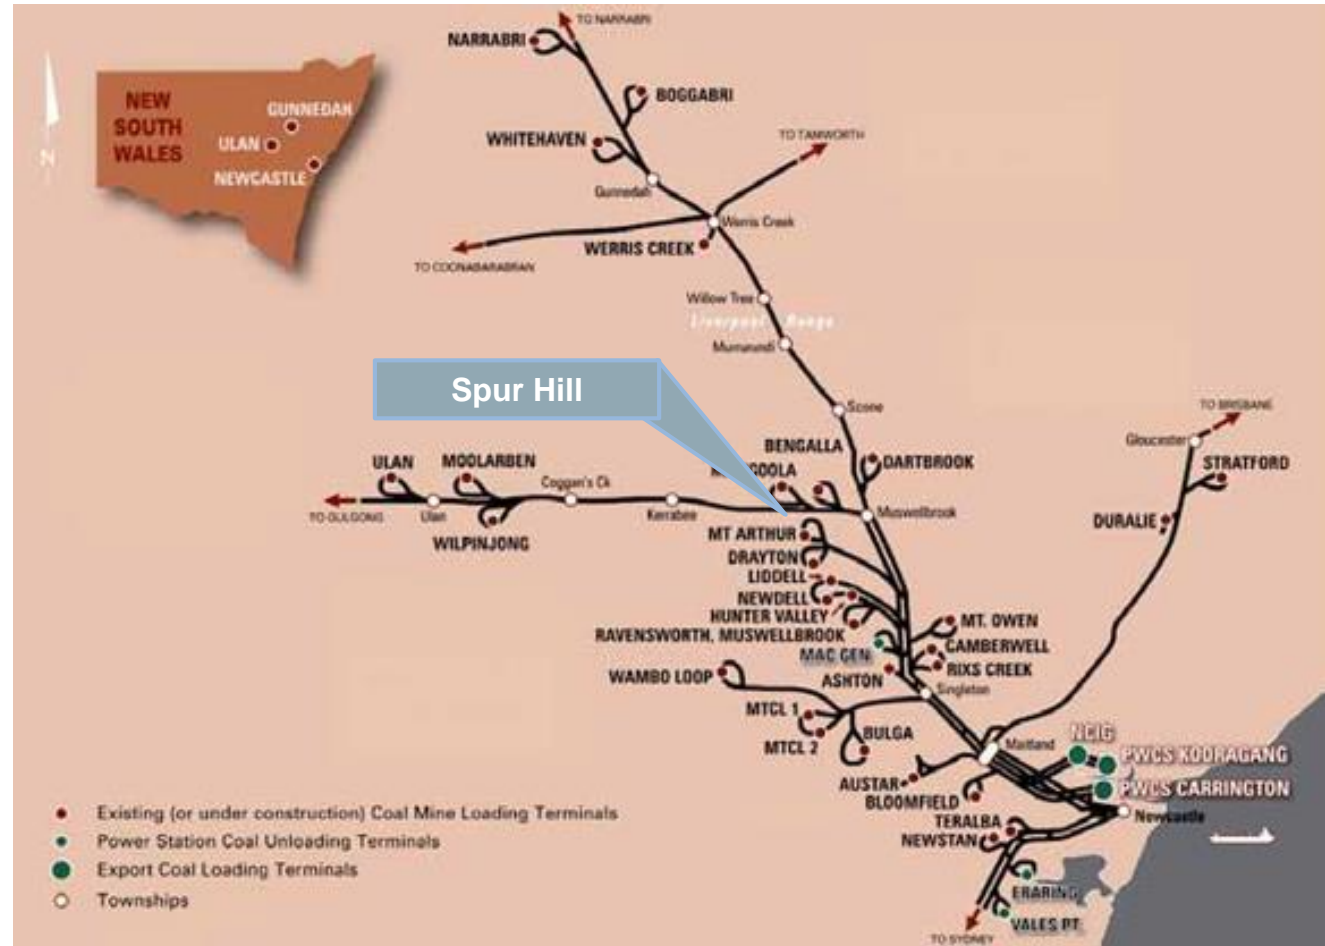 TO NARRABRI
NARRABRI
BOGGABRI
NEW
SOUTH
WALES
GUNNEDAH
ULAN
NEWCASTLE
N
WHITEHAVEN
TO TAMWORTH
Gunnedah
Werris Creek
WERRIS CREEK
TO COONABARABRAN
Willow Tree
Liverpool Range
Murrurundi
Spur Hill
Scone
TO BRISBANE
Gloucester
BENGALLA
DARTBROOK
STRATFORD
ULAN
MOOLARBEN
Coggan's Ck
TO GULGONG
Ulan
Kerrabee
Muswellbrook
DURALIE
WILPINJONG
MT ARTHUR
DRAYTON
LIDDELL
NEWDELL
HUNTER VALLEY
RAVENSWORTH, MUSWELLBROOK
MT. OWEN
CAMBERWELL
MAC GEN
RIXS CREEK
WAMBO LOOP
ASHTON
Singleton
MTCL 1
MTCL 2
BULGA
Maitland
NCIG
PWCS KOORAGANG
AUSTAR
PWCS CARRINGTON
BLOOMFIELD
Newcastle
TERALBA
NEWSTAN
ERARING
VALES PT
TO SYDNEY
Existing (or under construction) Coal Mine Loading Terminals
Power Station Coal Unloading Terminals
Export Coal Loading Terminals
Townships